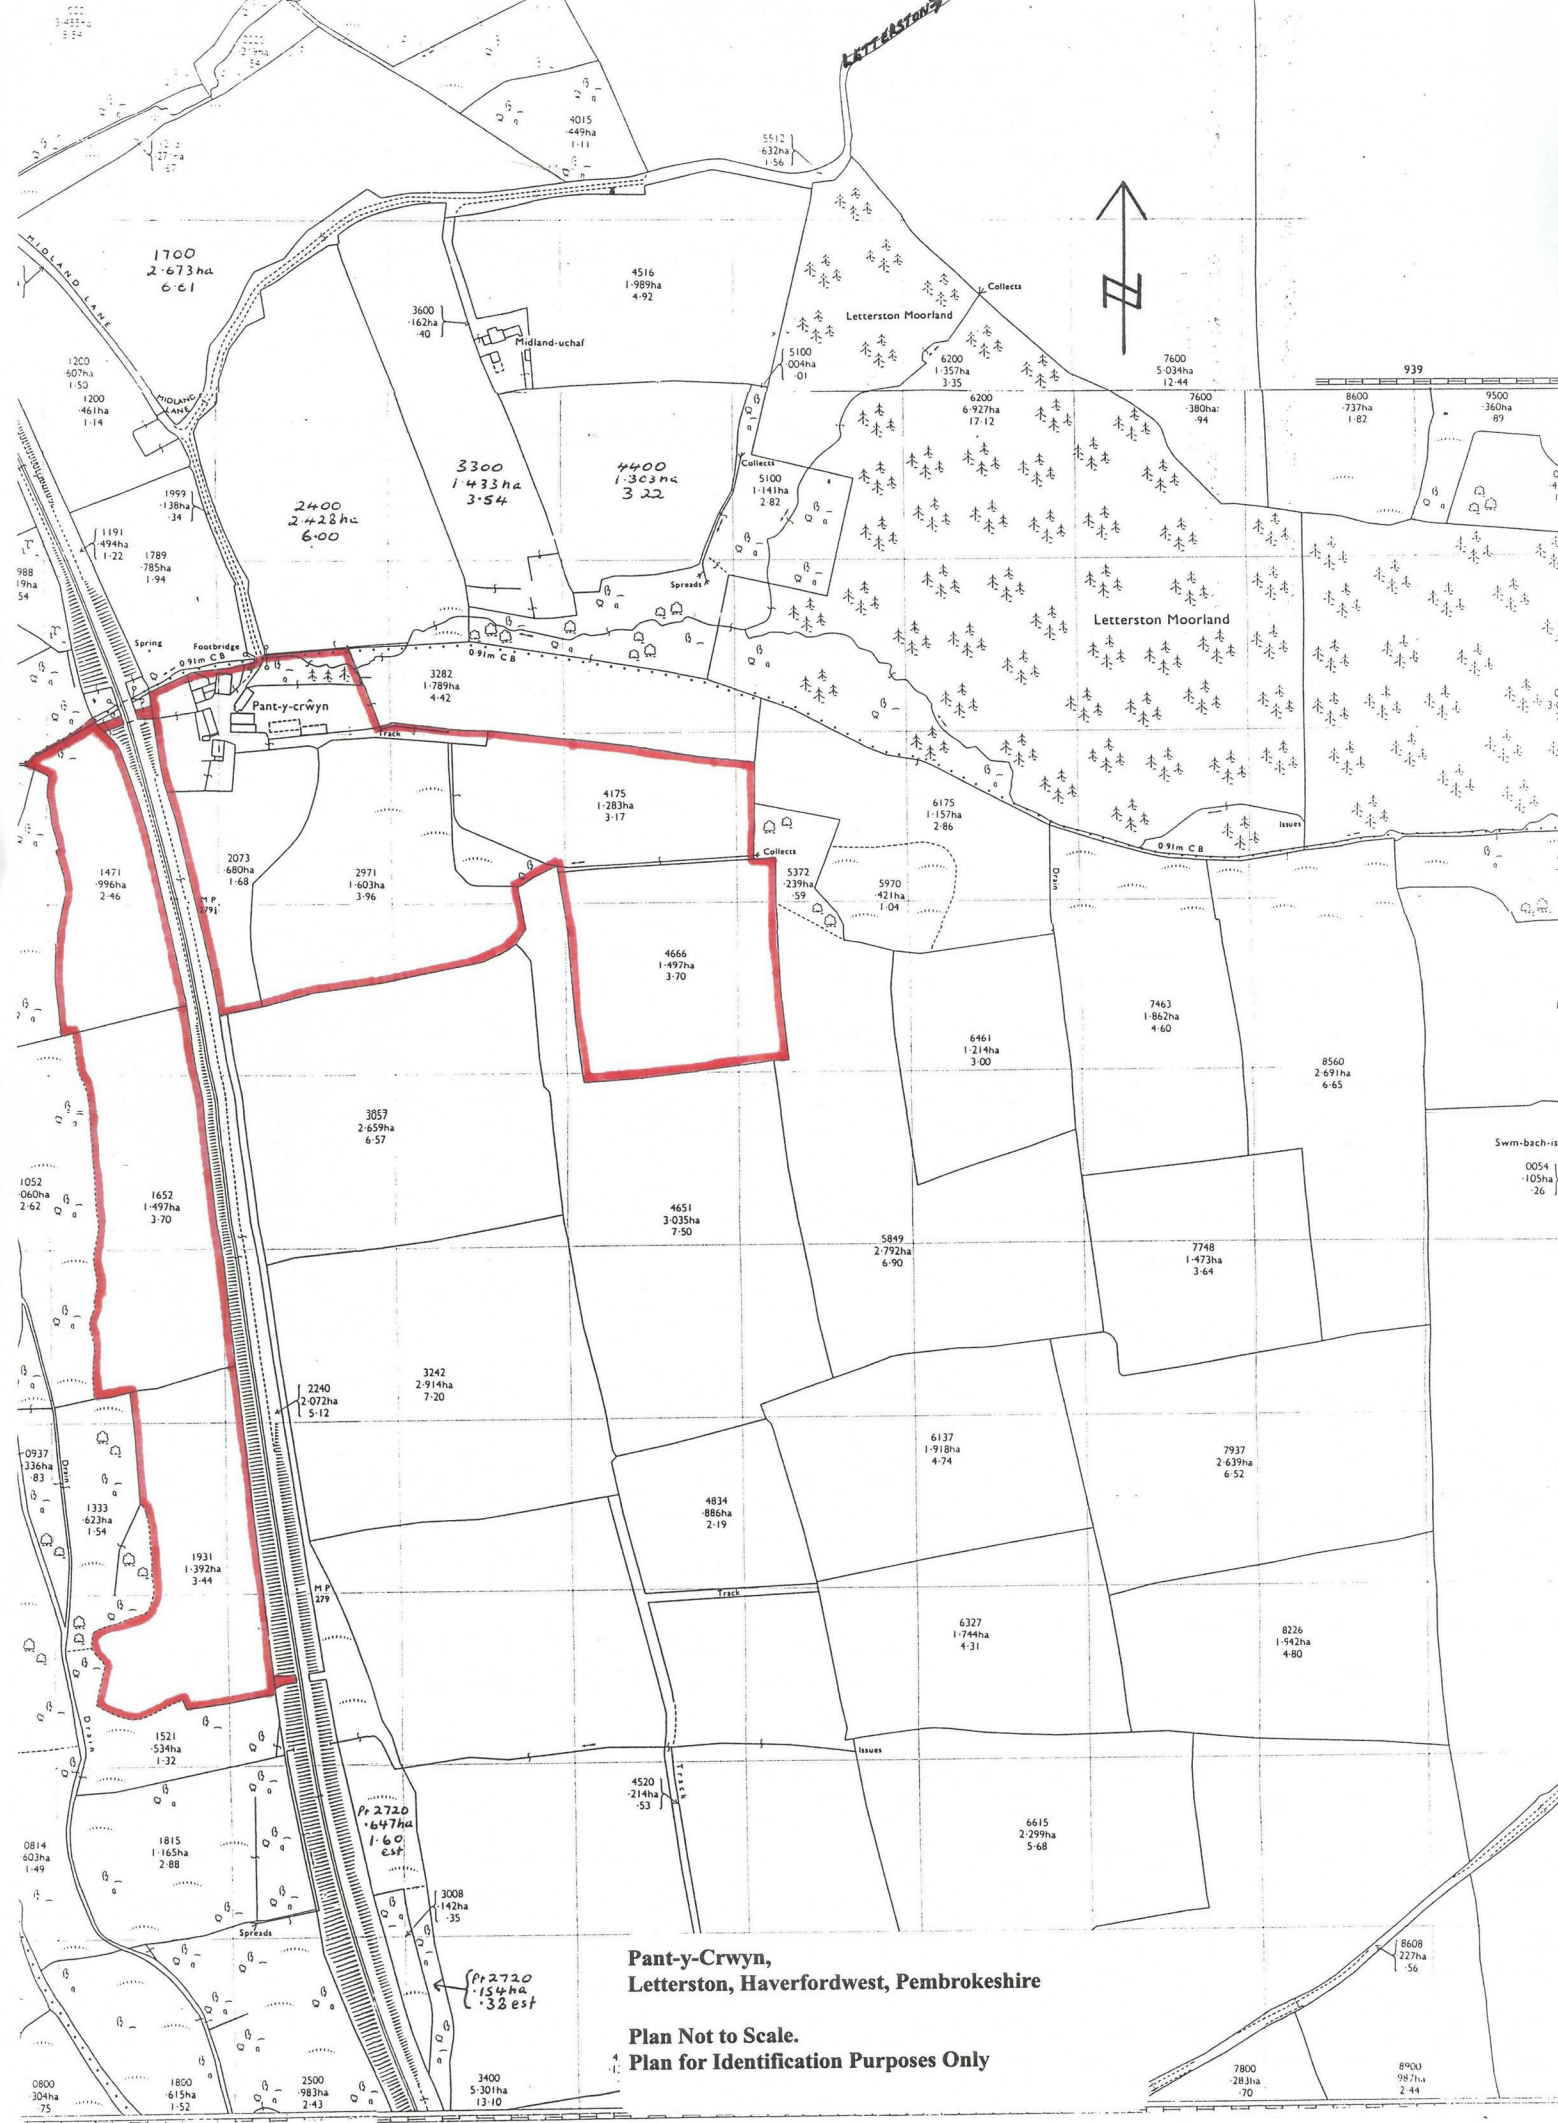 LETTERSTON
4015
·449ha
1·11
5512
·632ha
1·56
MIDLAND LANE
1700
2·673ha
6·61
4516
1·989ha
4·92
Collects
Letterston Moorland
3600
·162ha
·40
Midland-uchaf
5100
·004ha
·01
6200
1·357ha
3·35
7600
5·034ha
12·44
939
1200
·607ha
1·50
1200
·461ha
1·14
MIDLAND
LANE
6200
6·927ha
17·12
7600
·380ha
·94
8600
·737ha
1·82
9500
·360ha
·89
3300
1·433ha
3·54
4400
1·303ha
3 22
Collects
5100
1·141ha
2·82
1999
·138ha
·34
2400
2·428ha
6·00
1191
·494ha
1·22
1789
·785ha
1·94
988
19ha
54
Spreads
Letterston Moorland
Spring
Footbridge
0·91m C B
0·91m C B
3282
1·789ha
4·42
Pant-y-crŵyn
Track
4175
1·283ha
3·17
6175
1·157ha
2·86
Issues
0·91m C B
Collects
1471
·996ha
2·46
2073
·680ha
1·68
2971
1·603ha
3·96
5372
·239ha
·59
5970
·421ha
1·04
Drain
M P
279¼
4666
1·497ha
3·70
7463
1·862ha
4·60
6461
1·214ha
3·00
8560
2·691ha
6·65
3857
2·659ha
6·57
Swm-bach-is
0054
·105ha
·26
1052
·060ha
2·62
1652
1·497ha
3·70
4651
3·035ha
7·50
5849
2·792ha
6·90
7748
1·473ha
3·64
3242
2·914ha
7·20
2240
2·072ha
5·12
6137
1·918ha
4·74
7937
2·639ha
6·52
0937
·336ha
·83
Drain
1333
·623ha
1·54
4834
·886ha
2·19
1931
1·392ha
3·44
M P
279
Track
6327
1·744ha
4·31
8226
1·942ha
4·80
Drain
1521
·534ha
1·32
Issues
4520
·214ha
·53
Track
Pt 2720
·647ha
1·60
est
6615
2·299ha
5·68
0814
603ha
1·49
1815
1·165ha
2·88
3008
·142ha
·35
Spreads
Pt 2720
·154ha
·38 est
8608
·227ha
·56
Pant-y-Crwyn,
Letterston, Haverfordwest, Pembrokeshire
Plan Not to Scale.
Plan for Identification Purposes Only
0800
·304ha
·75
1800
·615ha
1·52
2500
·983ha
2·43
3400
5·301ha
13·10
7800
·283ha
·70
8900
987ha
2·44